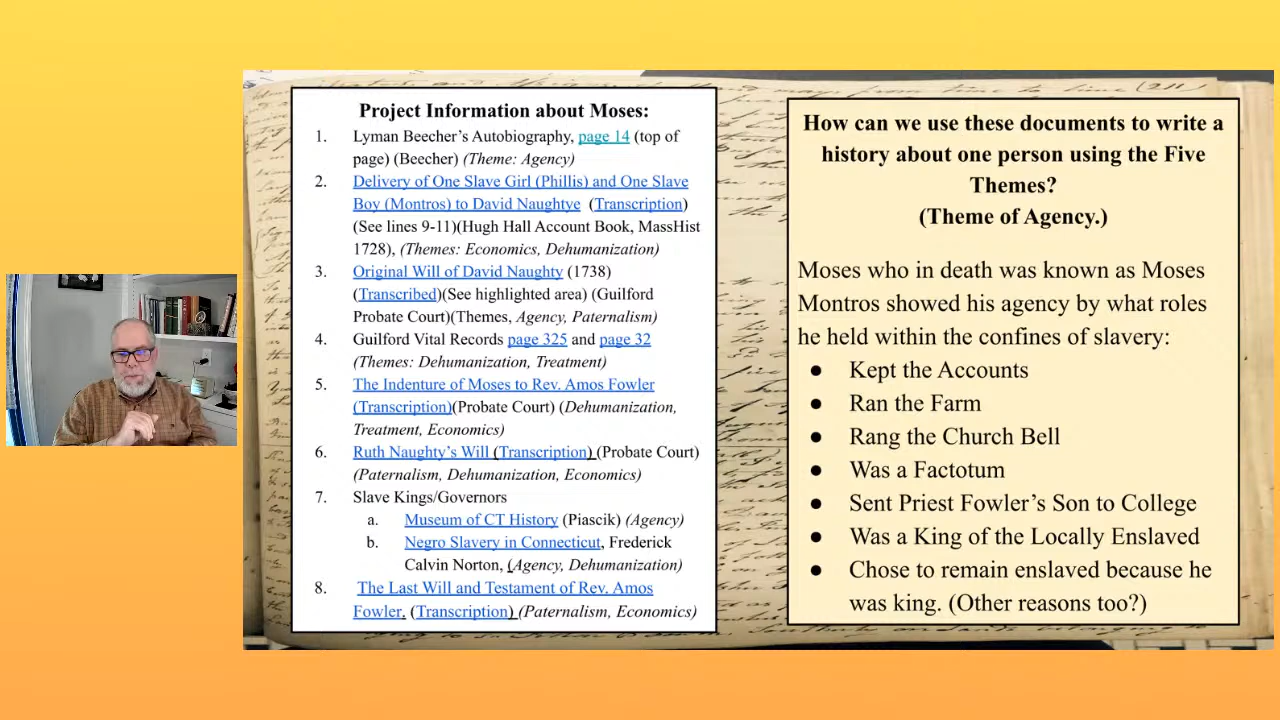 Project Information about Moses:
1. Lyman Beecher’s Autobiography, page 14 (top of
page) (Beecher) (Theme: Agency)
2. Delivery of One Slave Girl (Phillis) and One Slave
Boy (Montros) to David Naughtye (Transcription)
(See lines 9-11)(Hugh Hall Account Book, MassHist
1728), (Themes: Economics, Dehumanization)
3. Original Will of David Naughty (1738)
(Transcribed)(See highlighted area) (Guilford
Probate Court)(Themes, Agency, Paternalism)
4. Guilford Vital Records page 325 and page 32
(Themes: Dehumanization, Treatment)
5. The Indenture of Moses to Rev. Amos Fowler
(Transcription)(Probate Court) (Dehumanization,
Treatment, Economics)
6. Ruth Naughty’s Will (Transcription) (Probate Court)
(Paternalism, Dehumanization, Economics)
7. Slave Kings/Governors
a. Museum of CT History (Piascik) (Agency)
b. Negro Slavery in Connecticut, Frederick
Calvin Norton, (Agency, Dehumanization)
8. The Last Will and Testament of Rev. Amos
Fowler. (Transcription) (Paternalism, Economics)
How can we use these documents to write a
history about one person using the Five
Themes?
(Theme of Agency.)
Moses who in death was known as Moses
Montros showed his agency by what roles
he held within the confines of slavery:
● Kept the Accounts
● Ran the Farm
● Rang the Church Bell
● Was a Factotum
● Sent Priest Fowler’s Son to College
● Was a King of the Locally Enslaved
● Chose to remain enslaved because he
was king. (Other reasons too?)